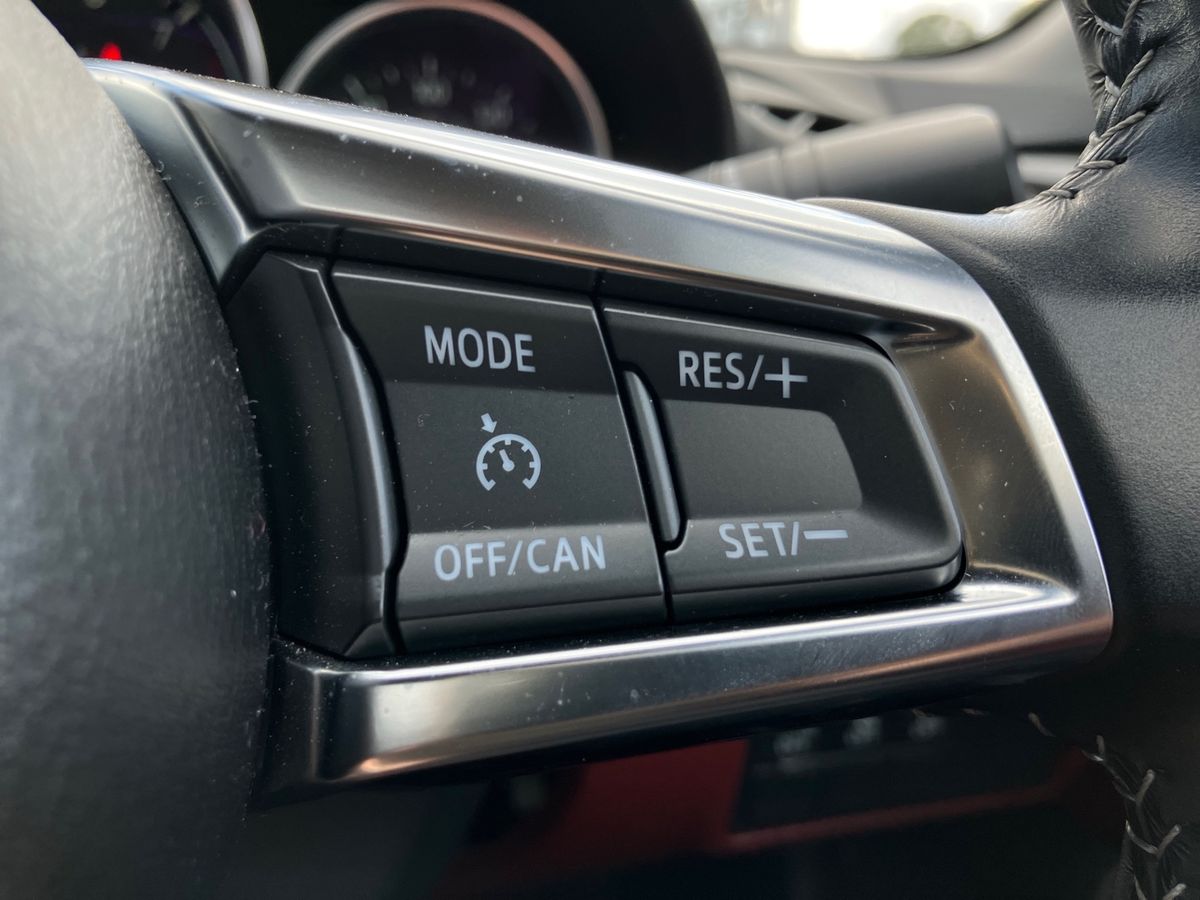 MODE
OFF/CAN
RES/+
SET/—